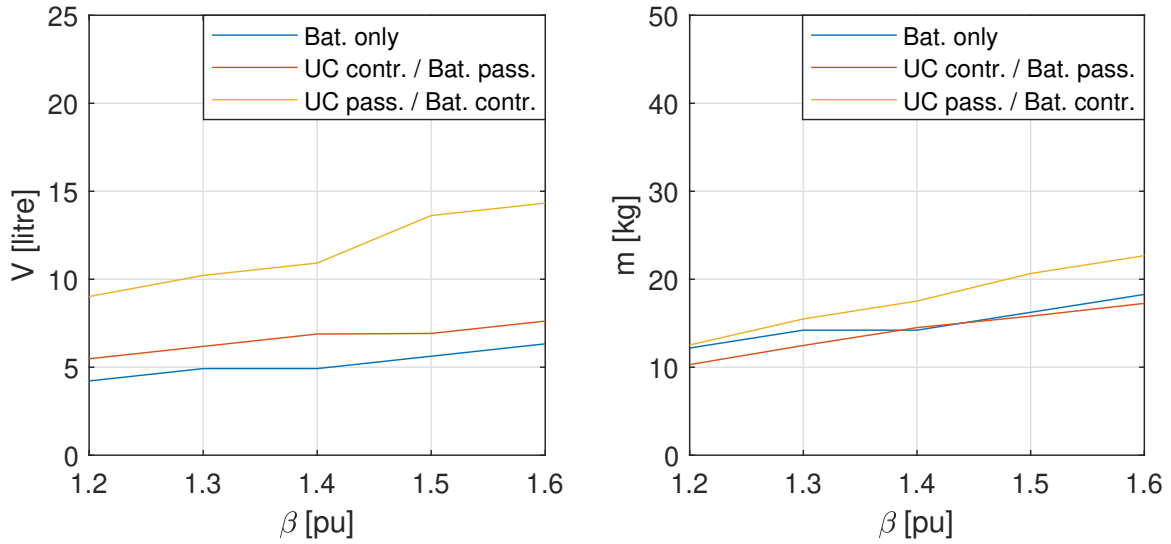 25
20
15
10
5
0
V [litre]
1.2
1.3
1.4
1.5
1.6
β [pu]
Bat. only
UC contr. / Bat. pass.
UC pass. / Bat. contr.
50
40
30
20
10
0
m [kg]
1.2
1.3
1.4
1.5
1.6
β [pu]
Bat. only
UC contr. / Bat. pass.
UC pass. / Bat. contr.